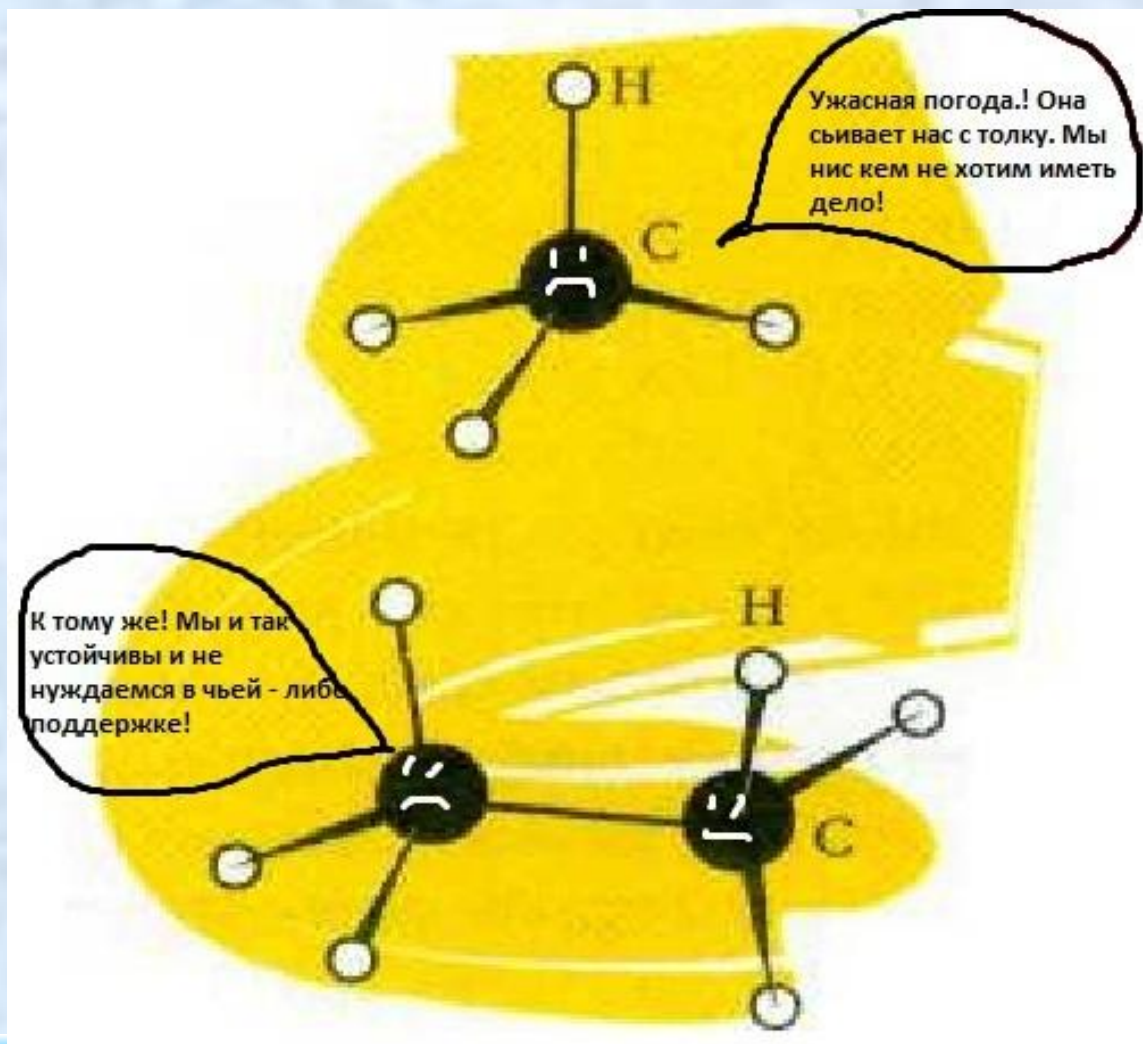 H
Ужасная погода.! Она
сьивает нас с толку. Мы
нис кем не хотим иметь
дело!
C
К тому же! Мы и так
устойчивы и не
нуждаемся в чьей - либо
поддержке!
H
C